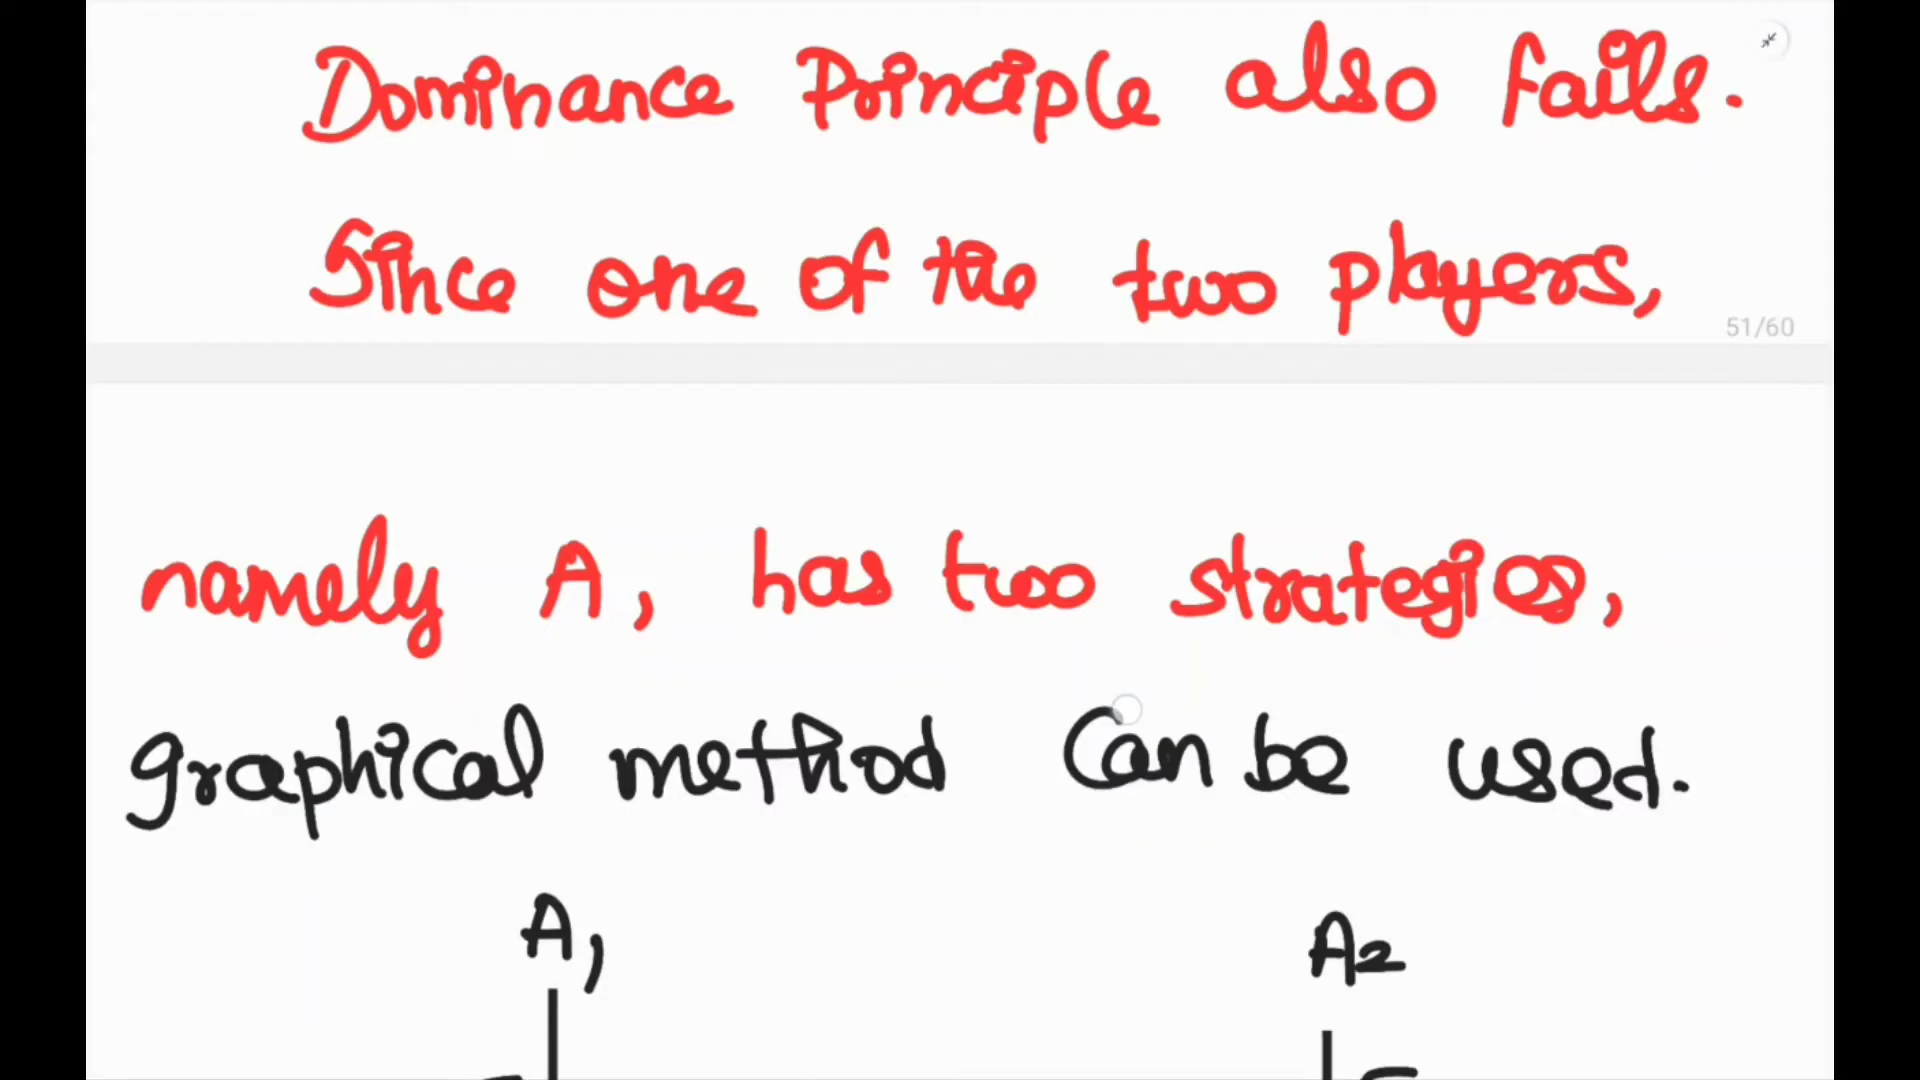 Dominance Principle also fails.
Since one of the two players,
51/60
namely A, has two strategies,
graphical method can be used.
A1 A2